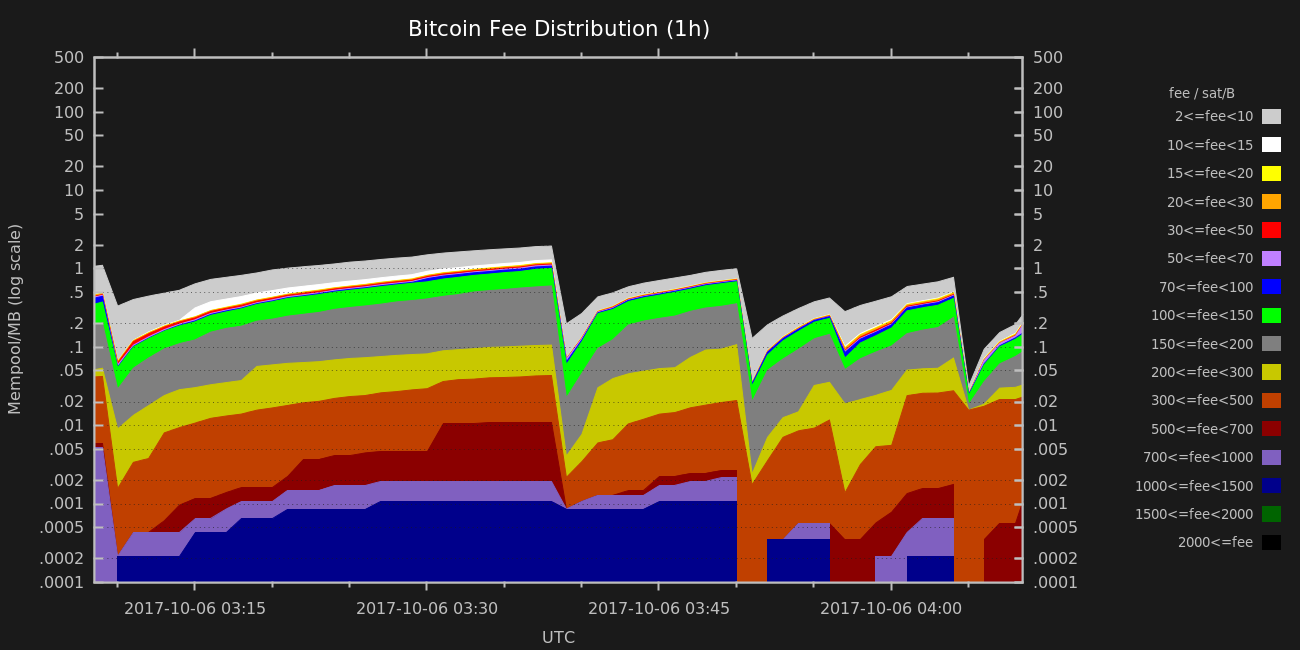 Bitcoin Fee Distribution (1h)
Mempool/MB (log scale)
500
200
100
50
20
10
5
2
1
.5
.2
.1
.05
.02
.01
.005
.002
.001
.0005
.0002
.0001
500
200
100
50
20
10
5
2
1
.5
.2
.1
.05
.02
.01
.005
.002
.001
.0005
.0002
.0001
2017-10-06 03:15
2017-10-06 03:30
2017-10-06 03:45
2017-10-06 04:00
UTC
fee / sat/B
2<=fee<10
10<=fee<15
15<=fee<20
20<=fee<30
30<=fee<50
50<=fee<70
70<=fee<100
100<=fee<150
150<=fee<200
200<=fee<300
300<=fee<500
500<=fee<700
700<=fee<1000
1000<=fee<1500
1500<=fee<2000
2000<=fee